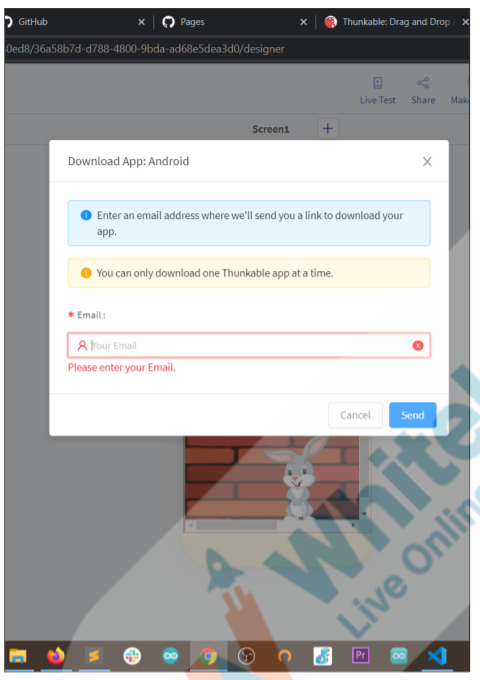 GitHub
Pages
Thunkable: Drag and Drop
0ed8/36a58b7d-d788-4800-9bda-ad68e5dea3d0/designer
Live Test Share Mak
Screen1 +
Download App: Android
Enter an email address where we'll send you a link to download your
app.
You can only download one Thunkable app at a time.
* Email :
Your Email
Please enter your Email.
Cancel Send
White
Live Onlin
Pr